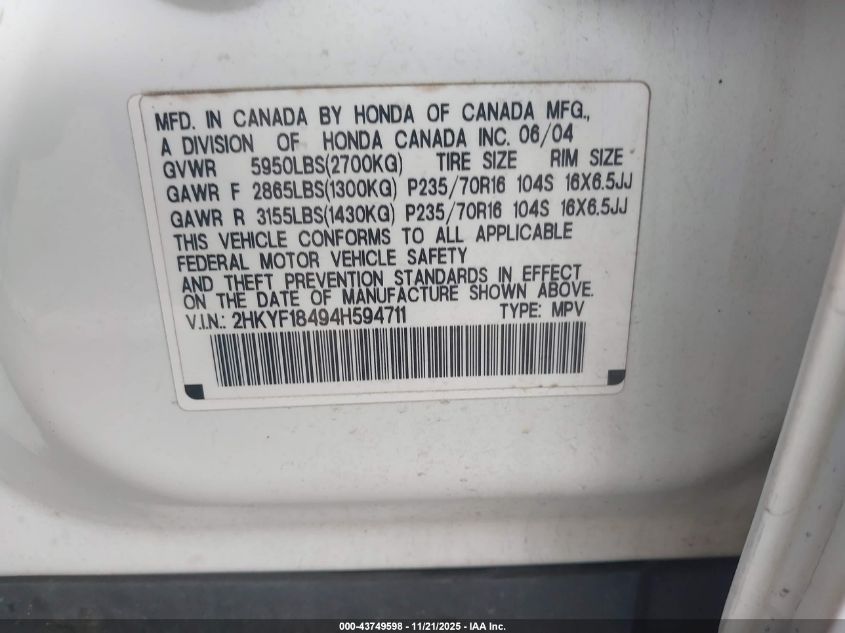 MFD. IN CANADA BY HONDA OF CANADA MFG.,
A DIVISION OF HONDA CANADA INC. 06/04
GVWR 5950LBS(2700KG) TIRE SIZE RIM SIZE
GAWR F 2865LBS(1300KG) P235/70R16 104S 16X6.5JJ
GAWR R 3155LBS(1430KG) P235/70R16 104S 16X6.5JJ
THIS VEHICLE CONFORMS TO ALL APPLICABLE
FEDERAL MOTOR VEHICLE SAFETY
AND THEFT PREVENTION STANDARDS IN EFFECT
ON THE DATE OF MANUFACTURE SHOWN ABOVE.
V.I.N.: 2HKYF18494H594711 TYPE: MPV
000-43749598 - 11/21/2025 - IAA Inc.